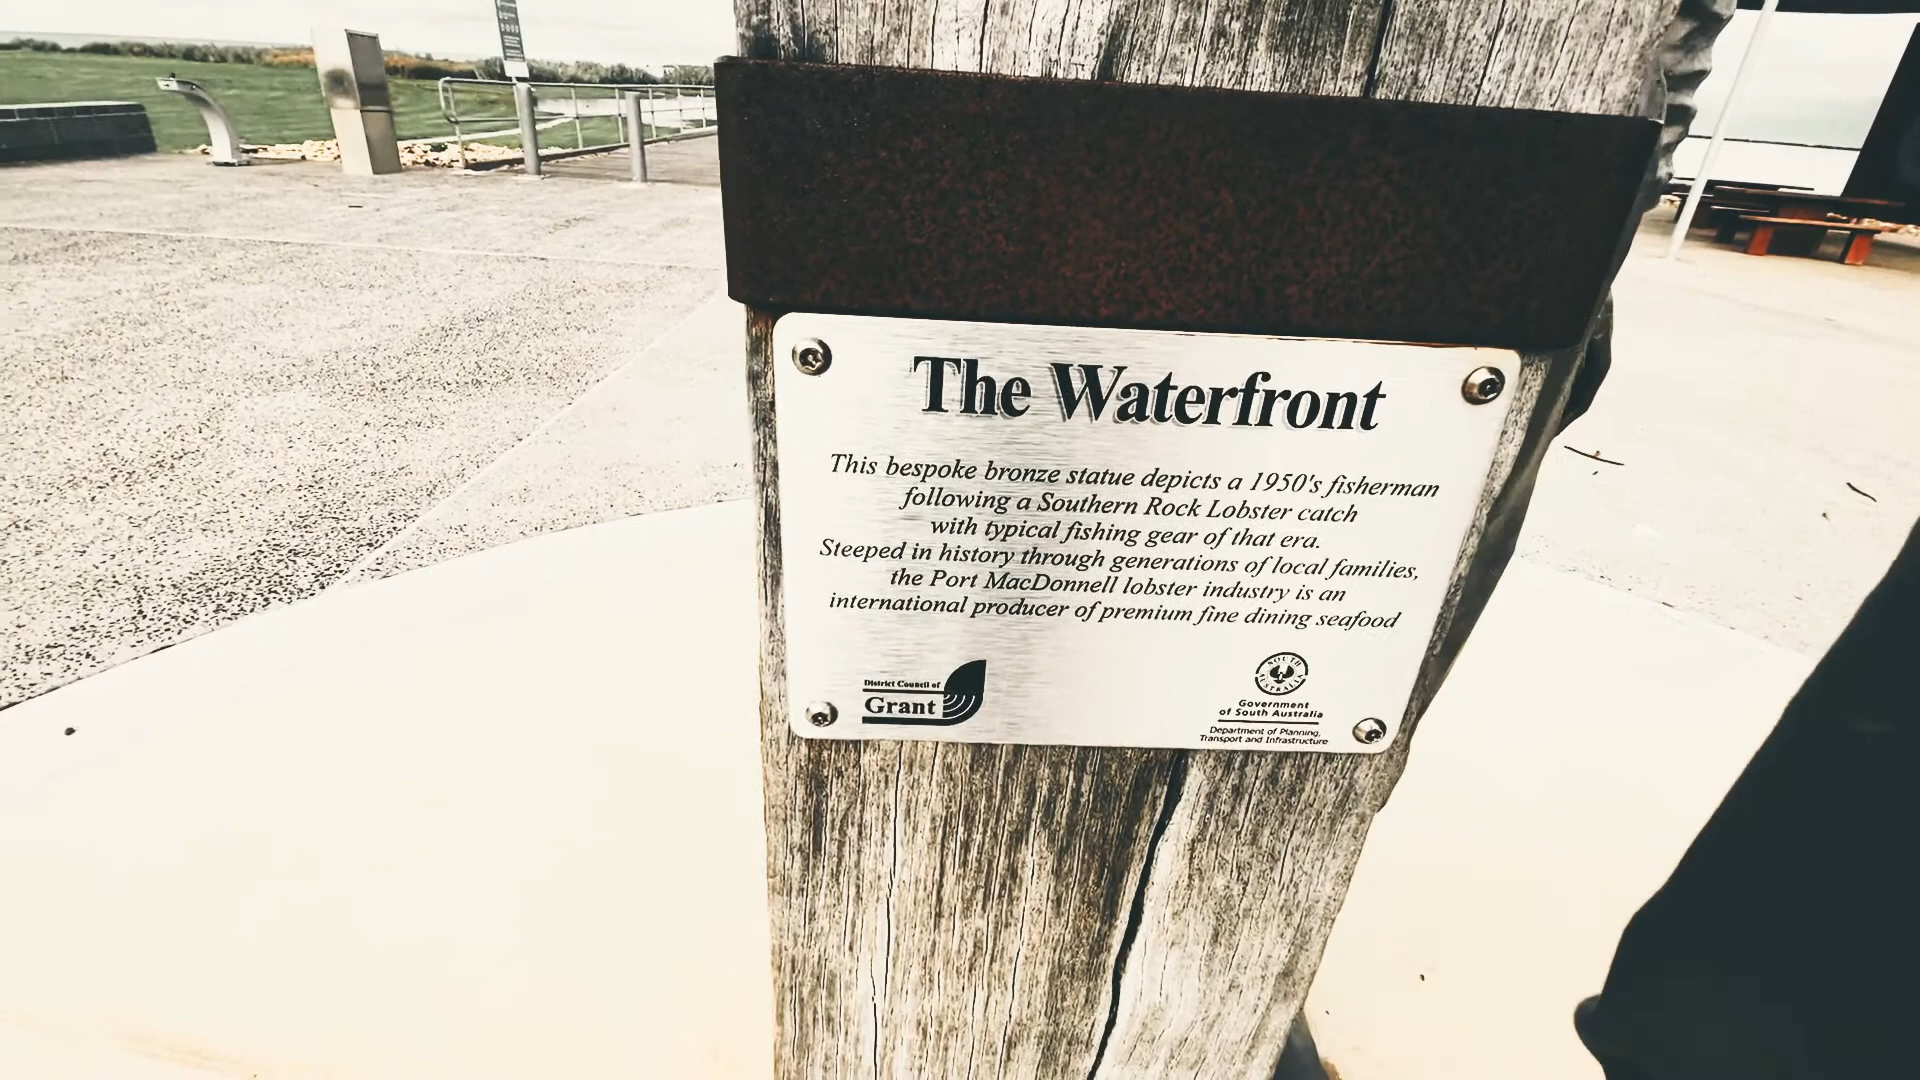 The Waterfront
This bespoke bronze statue depicts a 1950's fisherman
following a Southern Rock Lobster catch
with typical fishing gear of that era.
Steeped in history through generations of local families,
the Port MacDonnell lobster industry is an
international producer of premium fine dining seafood
District Council of
Grant
SOUTH
AUSTRALIA
Government
of South Australia
Department of Planning,
Transport and Infrastructure